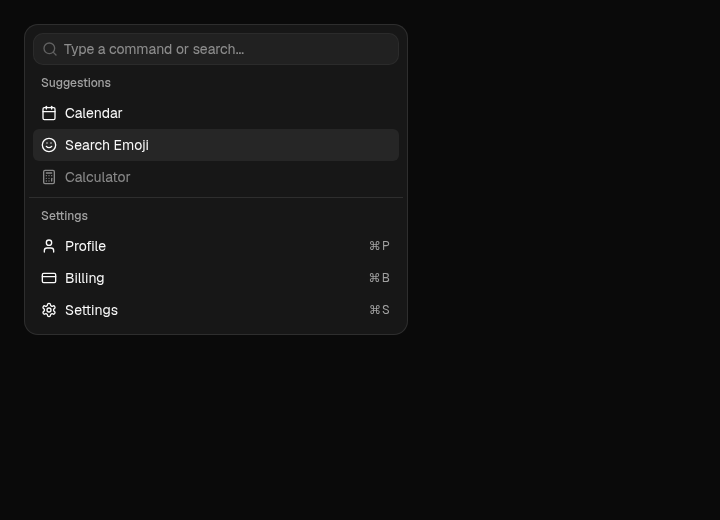 Type a command or search...
Suggestions
Calendar
Search Emoji
Calculator
Settings
Profile ⌘P
Billing ⌘B
Settings ⌘S